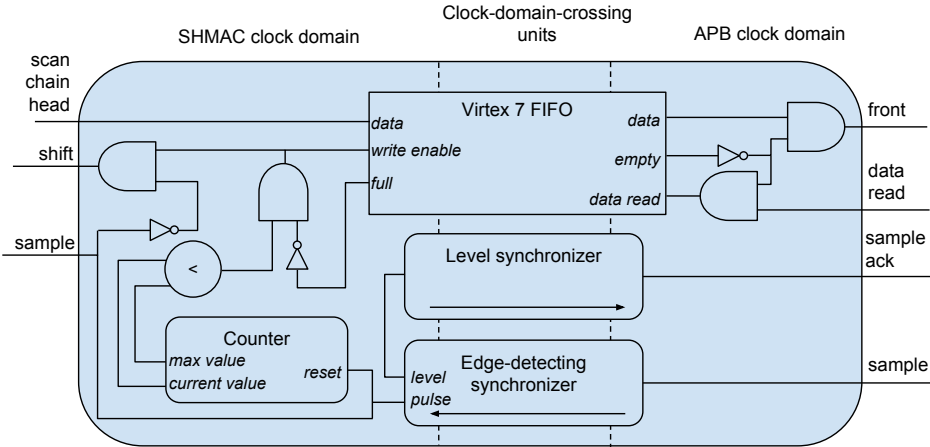 Clock-domain-crossing
units
SHMAC clock domain
APB clock domain
scan
chain
head
Virtex 7 FIFO
data
data
front
write enable
empty
shift
full
data read
data
read
sample
sample
ack
<
Level synchronizer
Counter
max value
reset
current value
Edge-detecting
synchronizer
level
pulse
sample